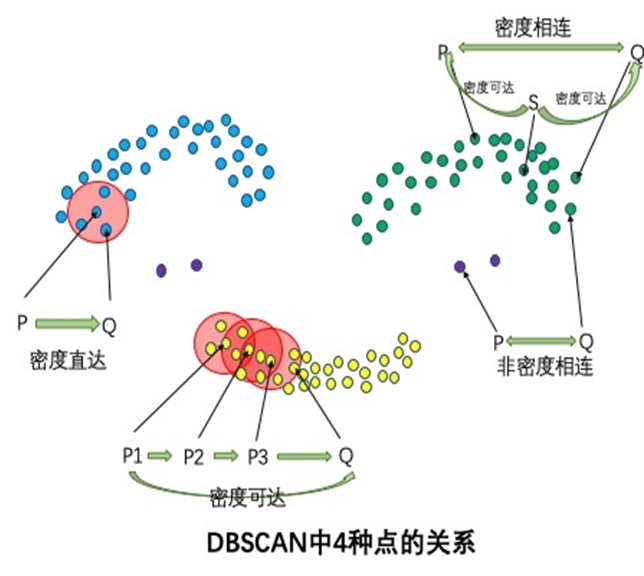 密度相连
P Q
密度可达 S 密度可达
P Q
密度直达
P Q
非密度相连
P1 P2 P3 Q
密度可达
DBSCAN中4种点的关系